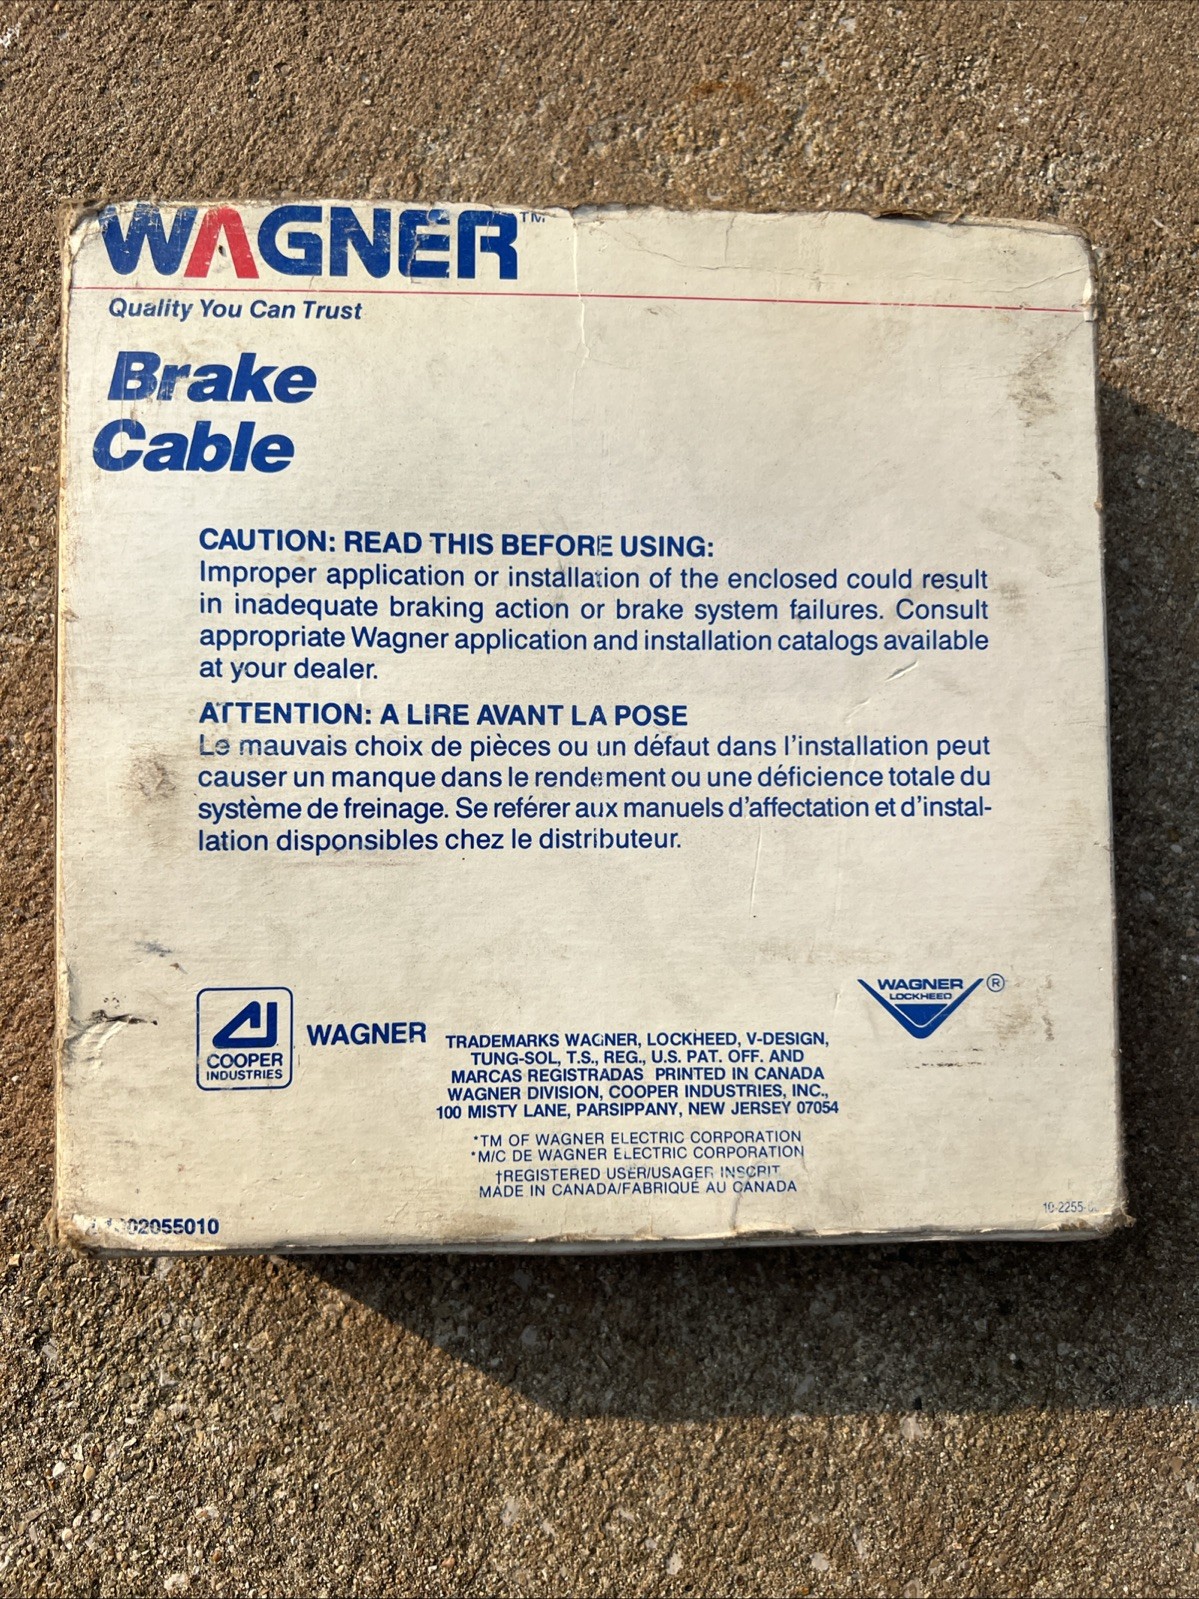 WAGNER™
Quality You Can Trust
Brake
Cable
CAUTION: READ THIS BEFORE USING:
Improper application or installation of the enclosed could result
in inadequate braking action or brake system failures. Consult
appropriate Wagner application and installation catalogs available
at your dealer.
ATTENTION: A LIRE AVANT LA POSE
Le mauvais choix de pièces ou un défaut dans l'installation peut
causer un manque dans le rendement ou une déficience totale du
système de freinage. Se reférer aux manuels d'affectation et d'instal-
lation disponibles chez le distributeur.
WAGNER ®
LOCKHEED
COOPER
INDUSTRIES
WAGNER
TRADEMARKS WAGNER, LOCKHEED, V-DESIGN,
TUNG-SOL, T.S., REG., U.S. PAT. OFF. AND
MARCAS REGISTRADAS PRINTED IN CANADA
WAGNER DIVISION, COOPER INDUSTRIES, INC.,
100 MISTY LANE, PARSIPPANY, NEW JERSEY 07054
*TM OF WAGNER ELECTRIC CORPORATION
*M/C DE WAGNER ELECTRIC CORPORATION
†REGISTERED USER/USAGER INSCRIT
MADE IN CANADA/FABRIQUÉ AU CANADA